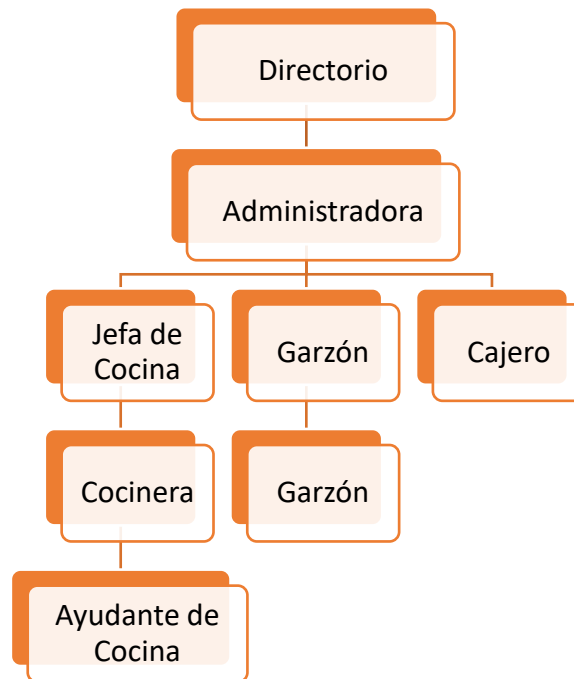 Directorio
Administradora
Jefa de
Cocina
Garzón
Cajero
Cocinera
Garzón
Ayudante de
Cocina